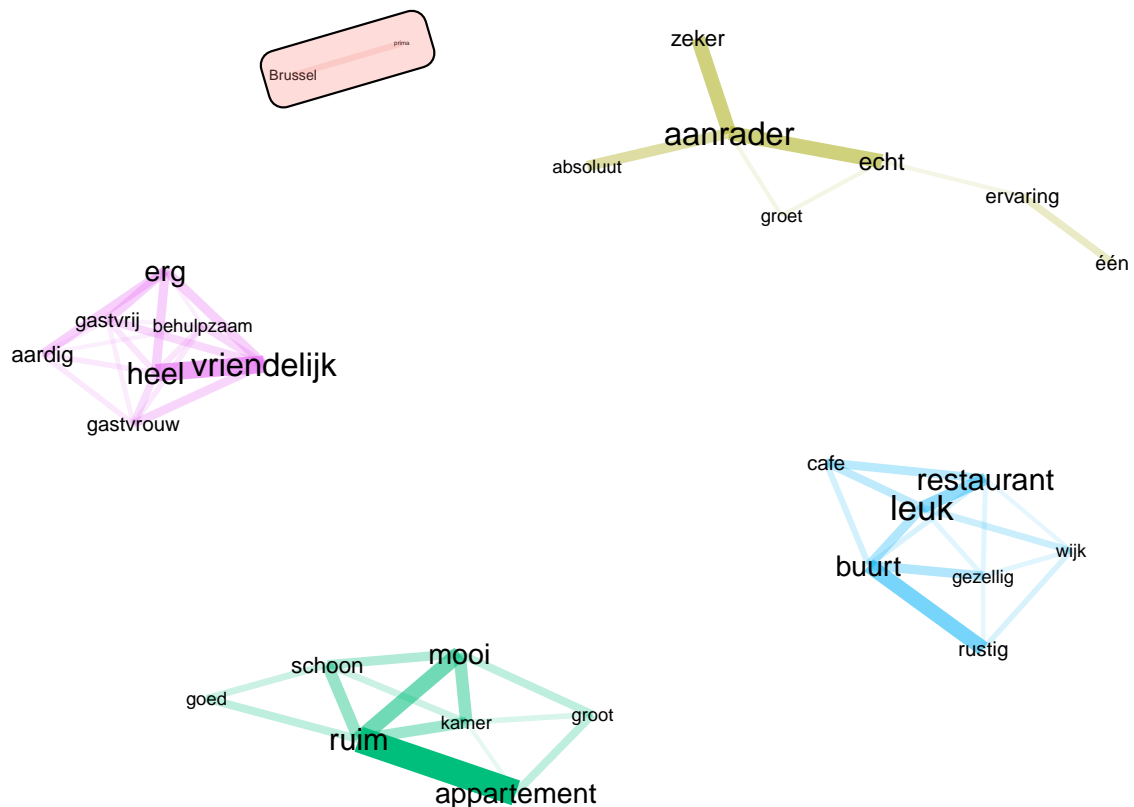 prima
Brussel
zeker
aanrader
absoluut
echt
ervaring
groet
één
erg
gastvrij
behulpzaam
aardig
heel
vriendelijk
gastvrouw
cafe
restaurant
leuk
wijk
buurt
gezellig
rustig
mooi
schoon
goed
kamer
groot
ruim
appartement